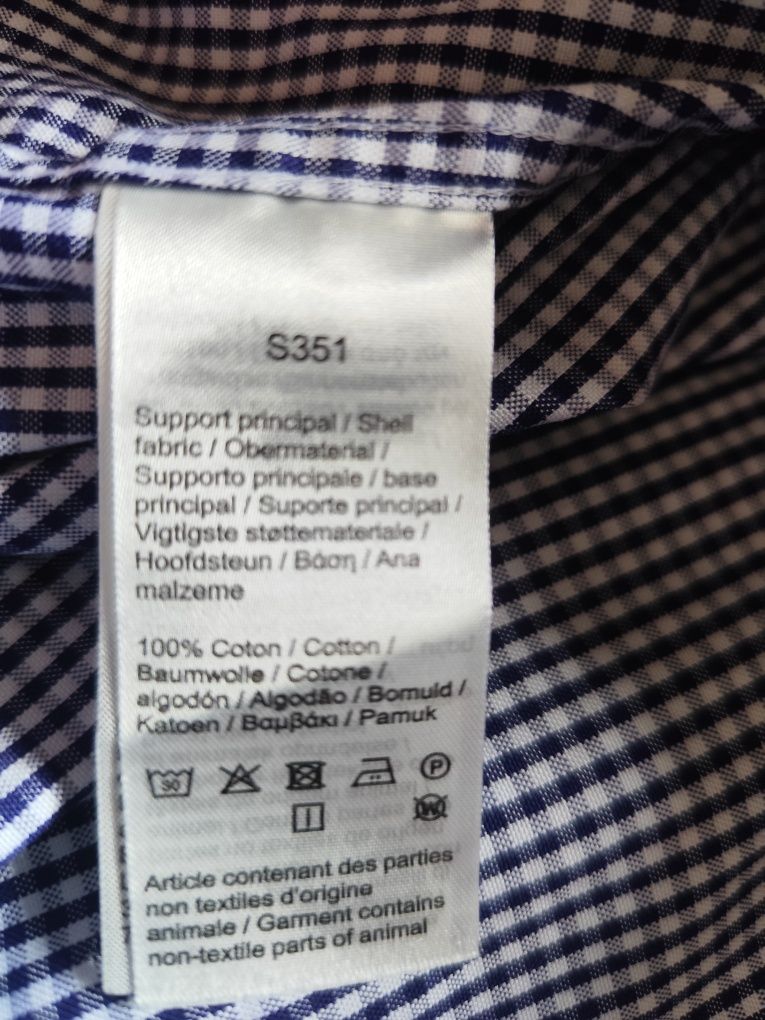 S351
Support principal / Shell
fabric / Obermaterial /
Supporto principale / base
principal / Suporte principal /
Vigtigste støttemateriale /
Hoofdsteun / Βάση / Ana
malzeme
100% Coton / Cotton /
Baumwolle / Cotone /
algodón / Algodão / Bomuld /
Katoen / Βαμβάκι / Pamuk
30
P
W
Article contenant des parties
non textiles d'origine
animale / Garment contains
non-textile parts of animal